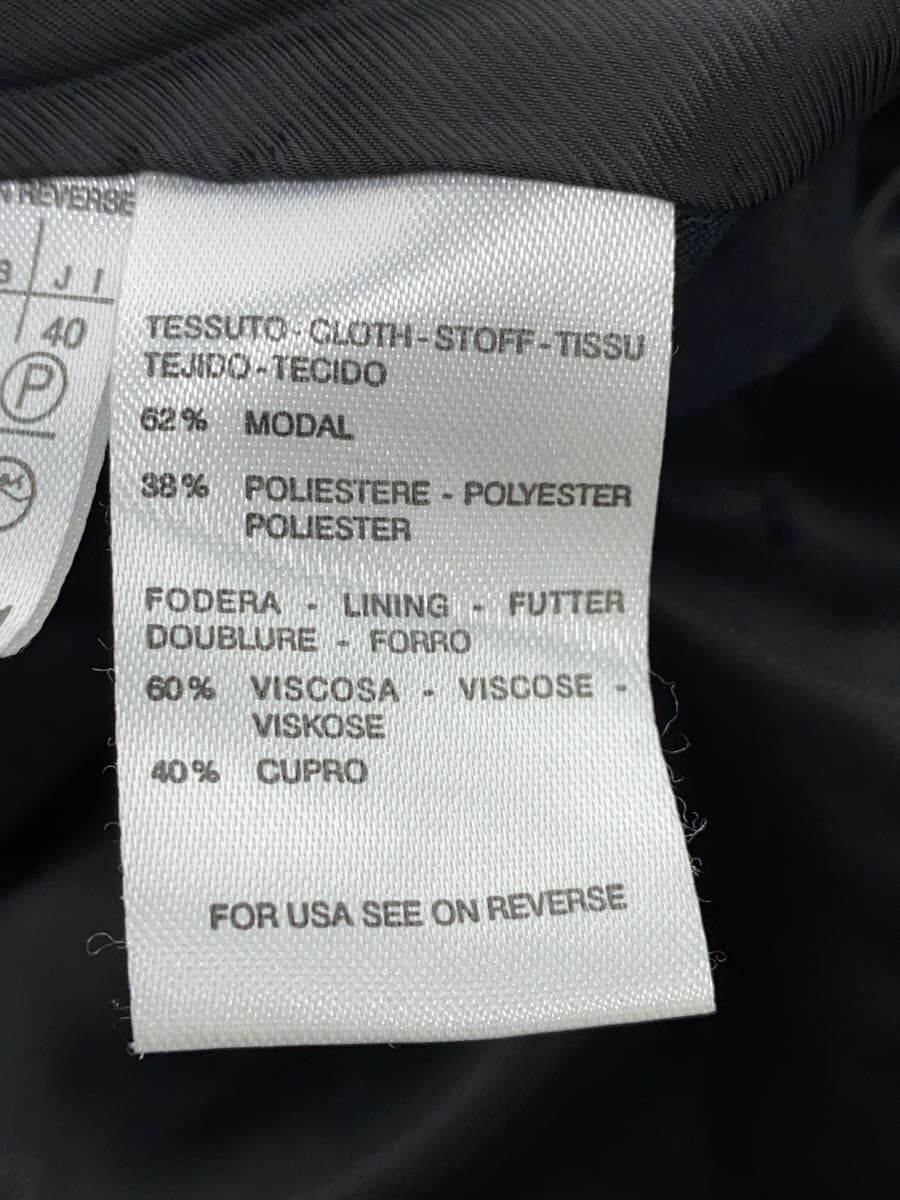 REVERSE
J I
40
P
TESSUTO - CLOTH - STOFF - TISSU
TEJIDO - TECIDO
62% MODAL
38% POLIESTERE - POLYESTER
POLIESTER
FODERA - LINING - FUTTER
DOUBLURE - FORRO
60% VISCOSA - VISCOSE -
VISKOSE
40% CUPRO
FOR USA SEE ON REVERSE